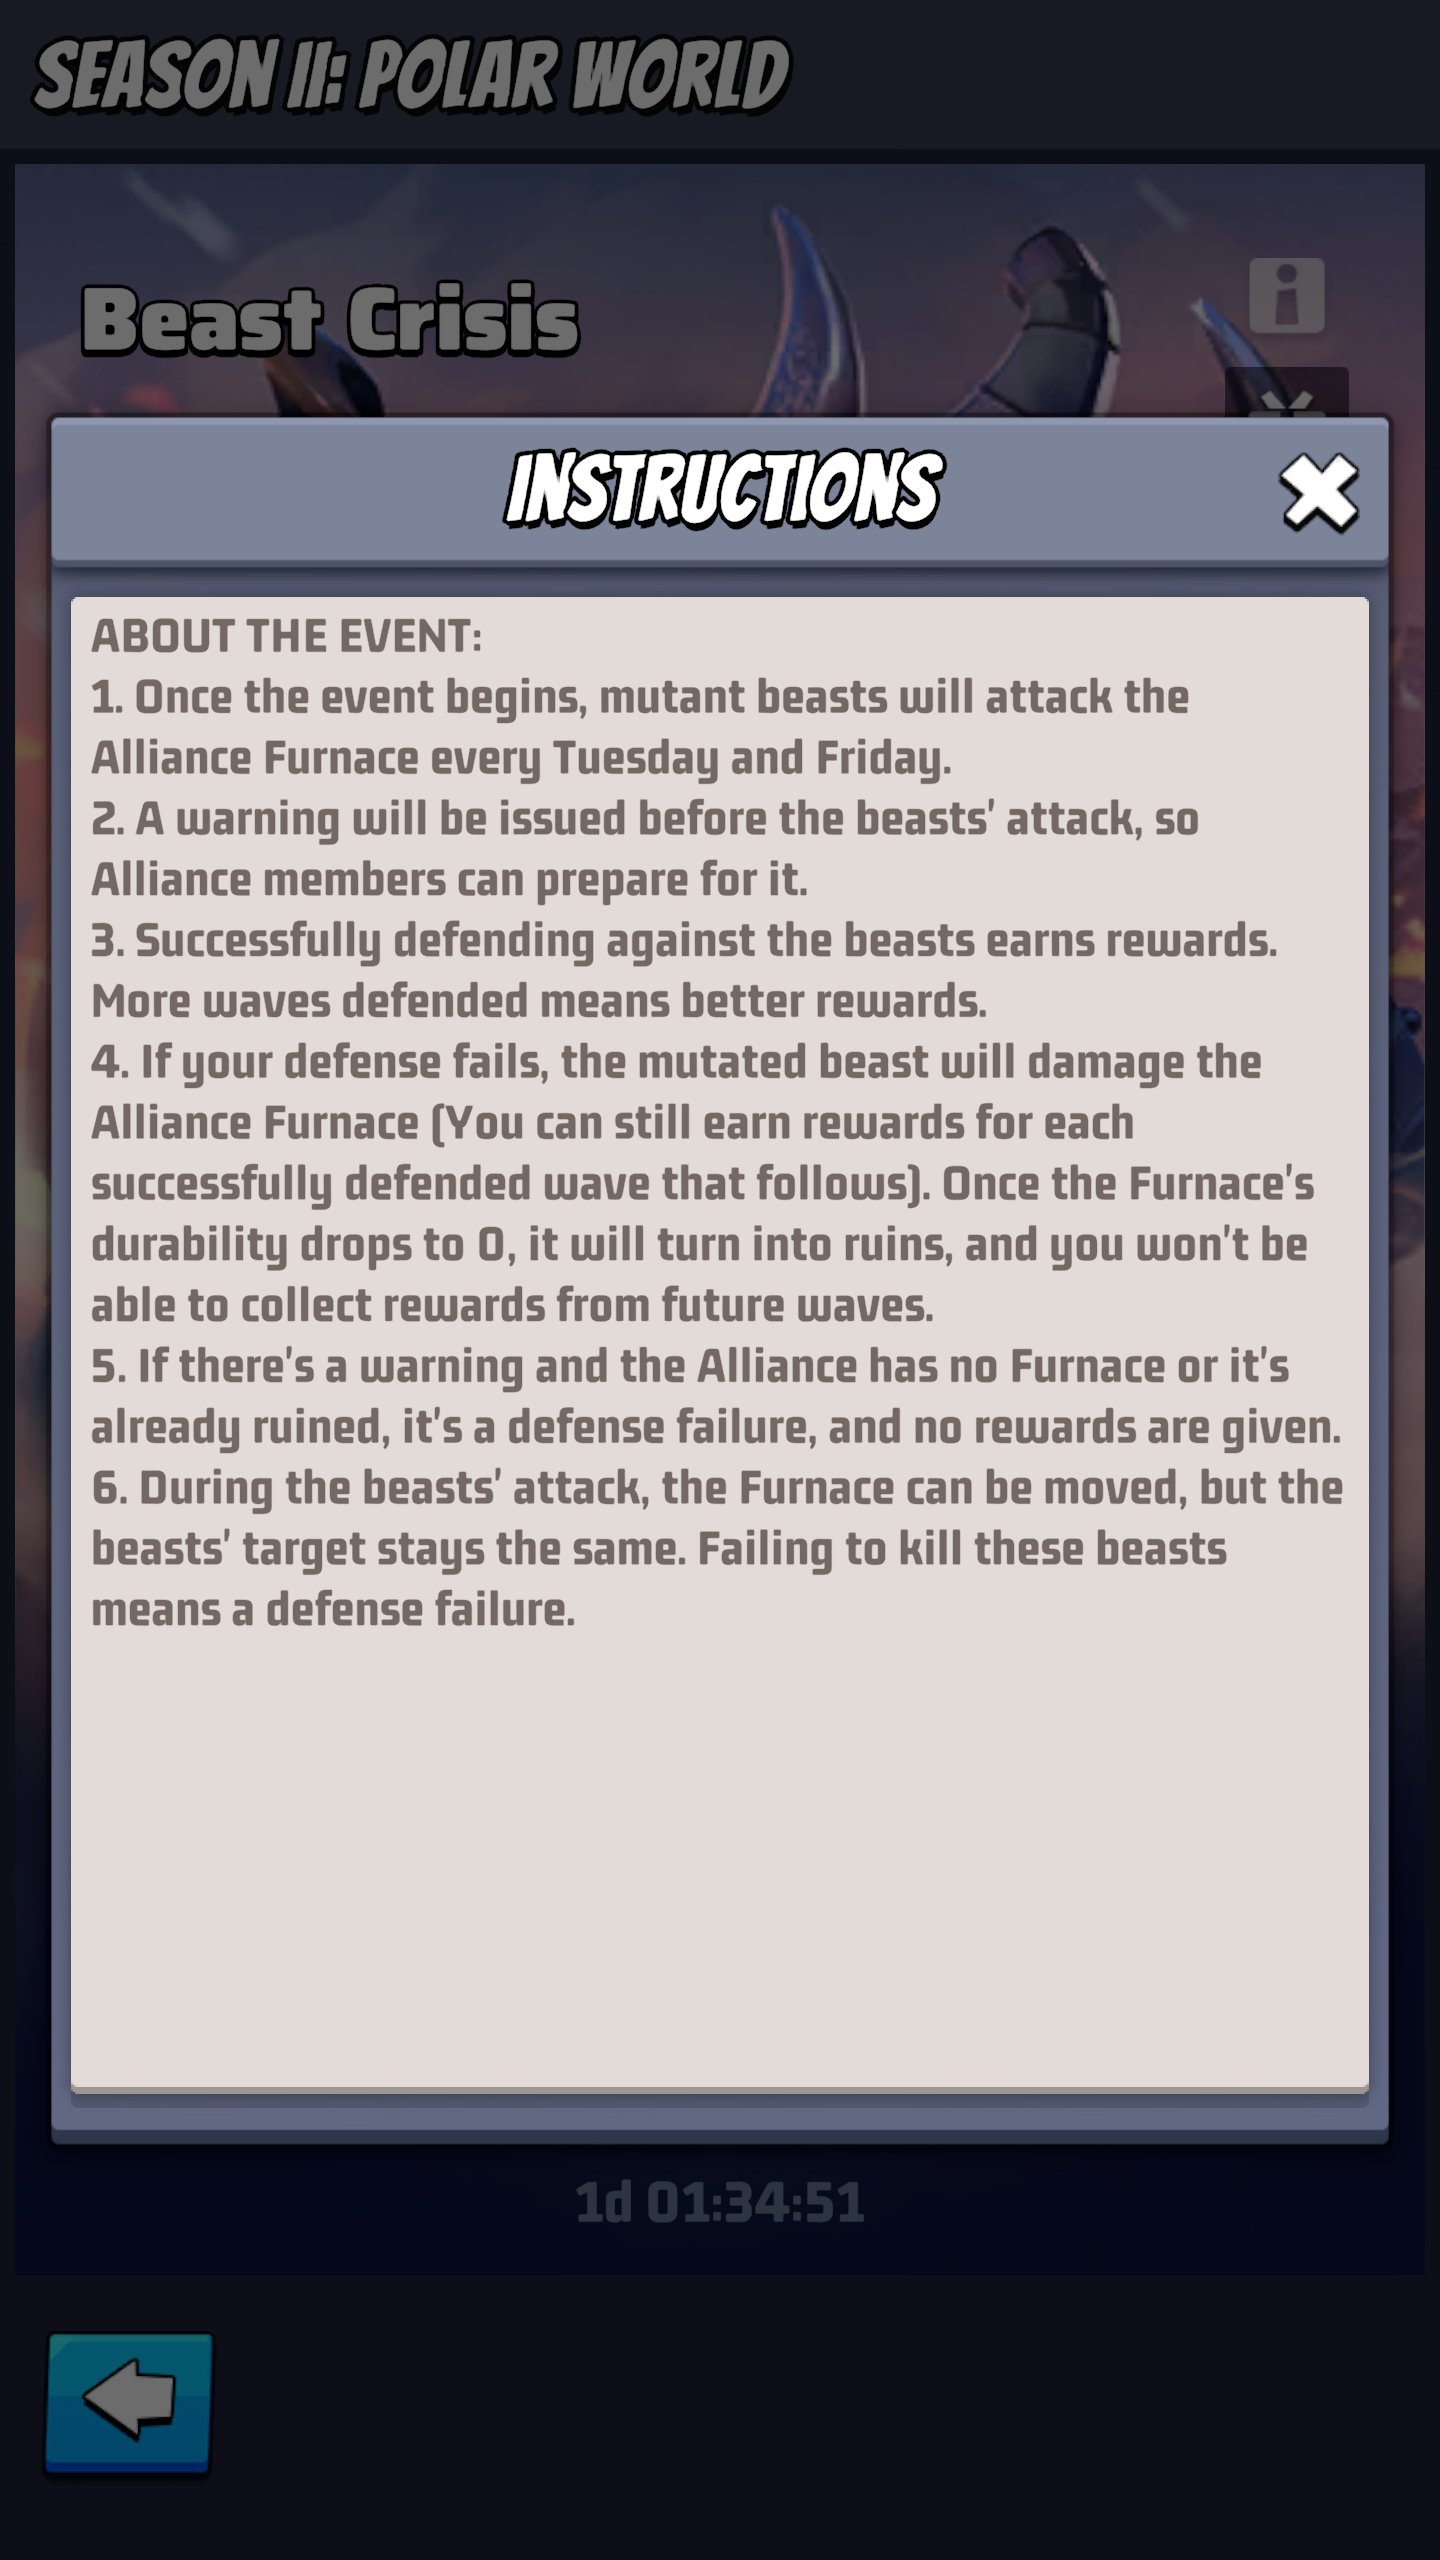 SEASON II: POLAR WORLD
Beast Crisis
INSTRUCTIONS
ABOUT THE EVENT:
1. Once the event begins, mutant beasts will attack the
Alliance Furnace every Tuesday and Friday.
2. A warning will be issued before the beasts' attack, so
Alliance members can prepare for it.
3. Successfully defending against the beasts earns rewards.
More waves defended means better rewards.
4. If your defense fails, the mutated beast will damage the
Alliance Furnace (You can still earn rewards for each
successfully defended wave that follows). Once the Furnace's
durability drops to 0, it will turn into ruins, and you won't be
able to collect rewards from future waves.
5. If there's a warning and the Alliance has no Furnace or it's
already ruined, it's a defense failure, and no rewards are given.
6. During the beasts' attack, the Furnace can be moved, but the
beasts' target stays the same. Failing to kill these beasts
means a defense failure.
1d 01:34:51